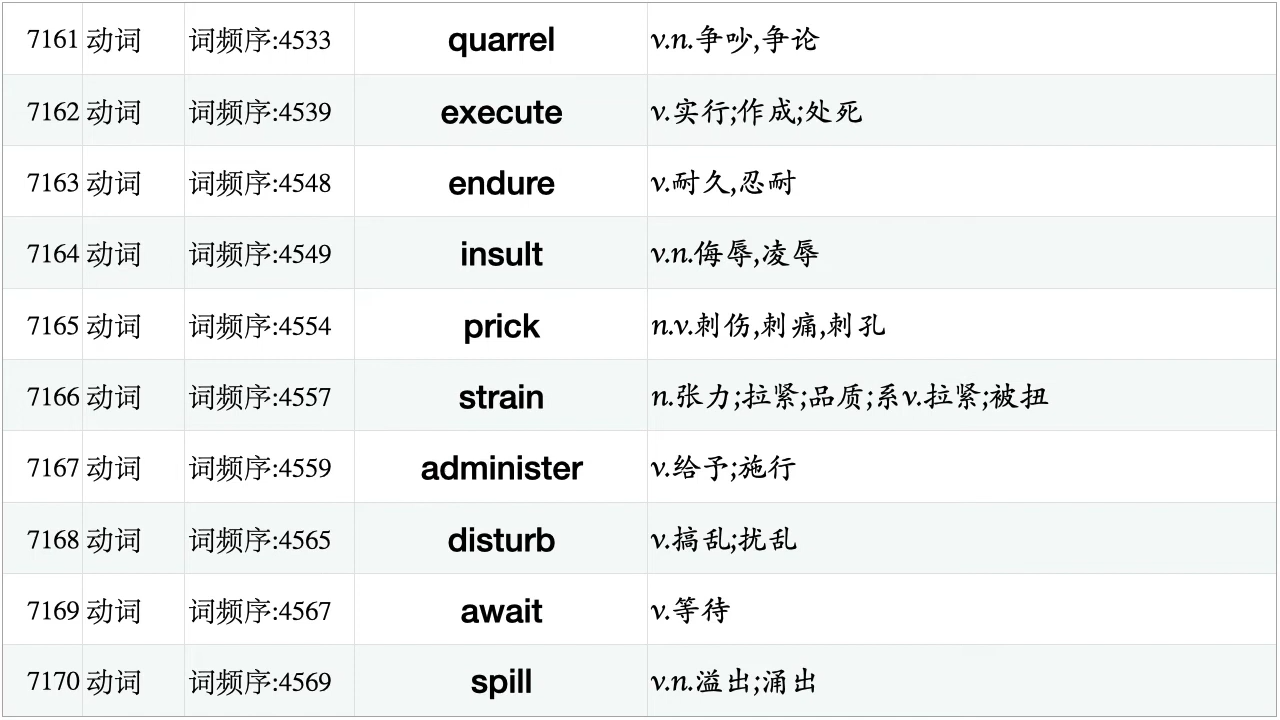 7161 动词 词频序:4533 quarrel v.n.争吵,争论
7162 动词 词频序:4539 execute v.实行;作成;处死
7163 动词 词频序:4548 endure v.耐久,忍耐
7164 动词 词频序:4549 insult v.n.侮辱,凌辱
7165 动词 词频序:4554 prick n.v.刺伤,刺痛,刺孔
7166 动词 词频序:4557 strain n.张力;拉紧;品质;系v.拉紧;被扭
7167 动词 词频序:4559 administer v.给予;施行
7168 动词 词频序:4565 disturb v.搞乱;扰乱
7169 动词 词频序:4567 await v.等待
7170 动词 词频序:4569 spill v.n.溢出;涌出